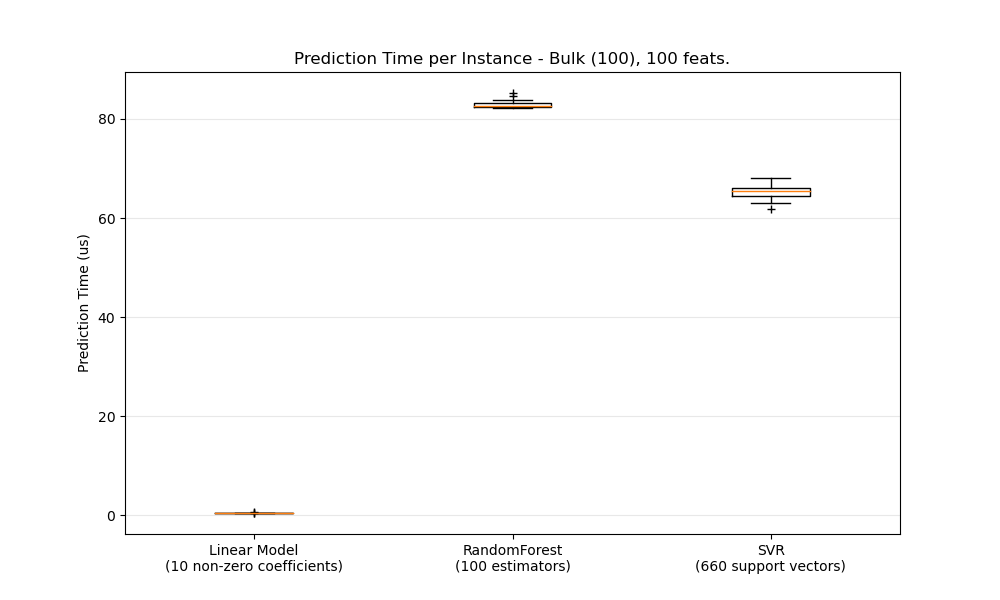 Prediction Time per Instance - Bulk (100), 100 feats.
Prediction Time (us)
80
60
40
20
0
Linear Model
(10 non-zero coefficients)
RandomForest
(100 estimators)
SVR
(660 support vectors)